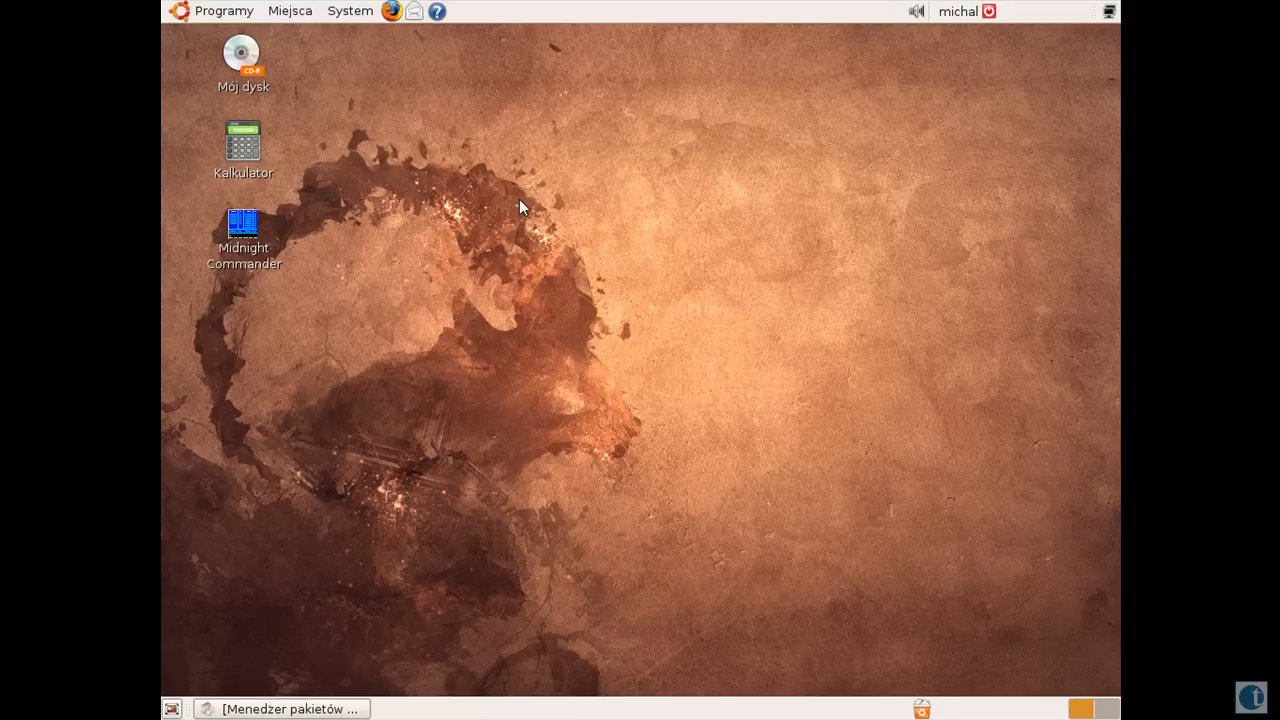 Programy Miejsca System michal
CD-R
Mój dysk
Kalkulator
Midnight
Commander
[Menedżer pakietów ...
t